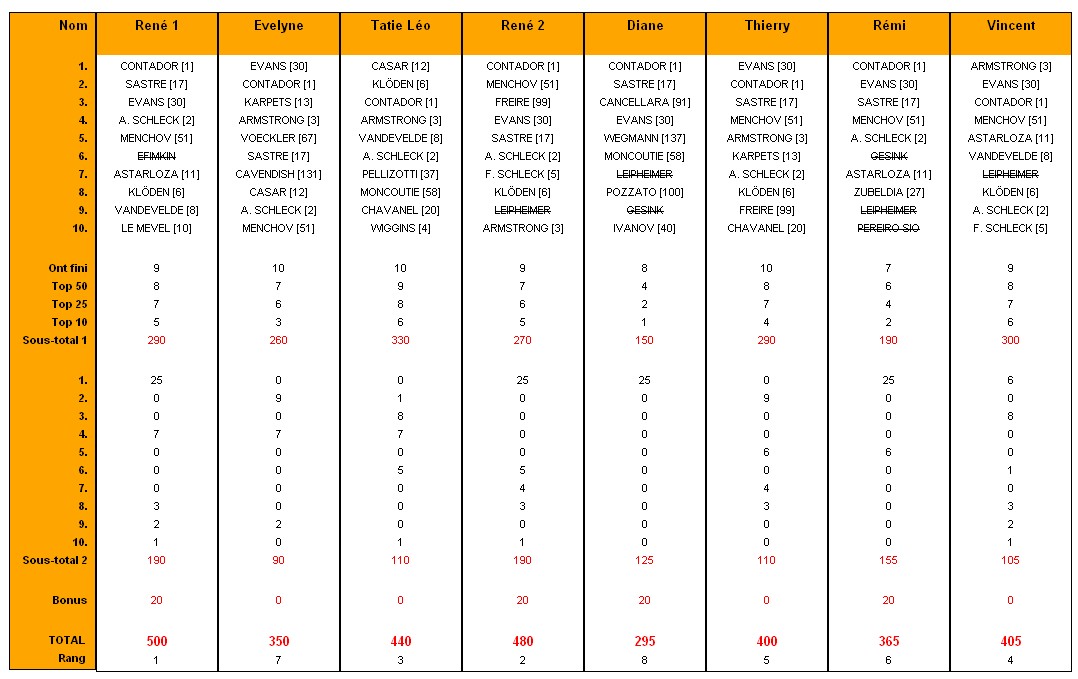 Nom René 1 Evelyne Tatie Léo René 2 Diane Thierry Rémi Vincent
1. CONTADOR [1] EVANS [30] CASAR [12] CONTADOR [1] CONTADOR [1] EVANS [30] CONTADOR [1] ARMSTRONG [3]
2. SASTRE [17] CONTADOR [1] KLÖDEN [6] MENCHOV [51] SASTRE [17] CONTADOR [1] EVANS [30] EVANS [30]
3. EVANS [30] KARPETS [13] CONTADOR [1] FREIRE [99] CANCELLARA [91] SASTRE [17] SASTRE [17] CONTADOR [1]
4. A. SCHLECK [2] ARMSTRONG [3] ARMSTRONG [3] EVANS [30] EVANS [30] MENCHOV [51] MENCHOV [51] MENCHOV [51]
5. MENCHOV [51] VOECKLER [67] VANDEVELDE [8] SASTRE [17] WEGMANN [137] ARMSTRONG [3] A. SCHLECK [2] ASTARLOZA [11]
6. EFIMKIN SASTRE [17] A. SCHLECK [2] A. SCHLECK [2] MONCOUTIE [58] KARPETS [13] GESINK VANDEVELDE [8]
7. ASTARLOZA [11] CAVENDISH [131] PELLIZOTTI [37] F. SCHLECK [5] LEIPHEIMER A. SCHLECK [2] ASTARLOZA [11] LEIPHEIMER
8. KLÖDEN [6] CASAR [12] MONCOUTIE [58] KLÖDEN [6] POZZATO [100] KLÖDEN [6] ZUBELDIA [27] KLÖDEN [6]
9. VANDEVELDE [8] A. SCHLECK [2] CHAVANEL [20] LEIPHEIMER GESINK FREIRE [99] LEIPHEIMER A. SCHLECK [2]
10. LE MEVEL [10] MENCHOV [51] WIGGINS [4] ARMSTRONG [3] IVANOV [40] CHAVANEL [20] PEREIRO SIO F. SCHLECK [5]
Ont fini 9 10 10 9 8 10 7 9
Top 50 8 7 9 7 4 8 6 8
Top 25 7 6 8 6 2 7 4 7
Top 10 5 3 6 5 1 4 2 6
Sous-total 1 290 260 330 270 150 290 190 300
1. 25 0 0 25 25 0 25 6
2. 0 9 1 0 0 9 0 0
3. 0 0 8 0 0 0 0 8
4. 7 7 7 0 0 0 0 0
5. 0 0 0 0 0 6 6 0
6. 0 0 5 5 0 0 0 1
7. 0 0 0 4 0 4 0 0
8. 3 0 0 3 0 3 0 3
9. 2 2 0 0 0 0 0 2
10. 1 0 1 1 0 0 0 1
Sous-total 2 190 90 110 190 125 110 155 105
Bonus 20 0 0 20 20 0 20 0
TOTAL 500 350 440 480 295 400 365 405
Rang 1 7 3 2 8 5 6 4